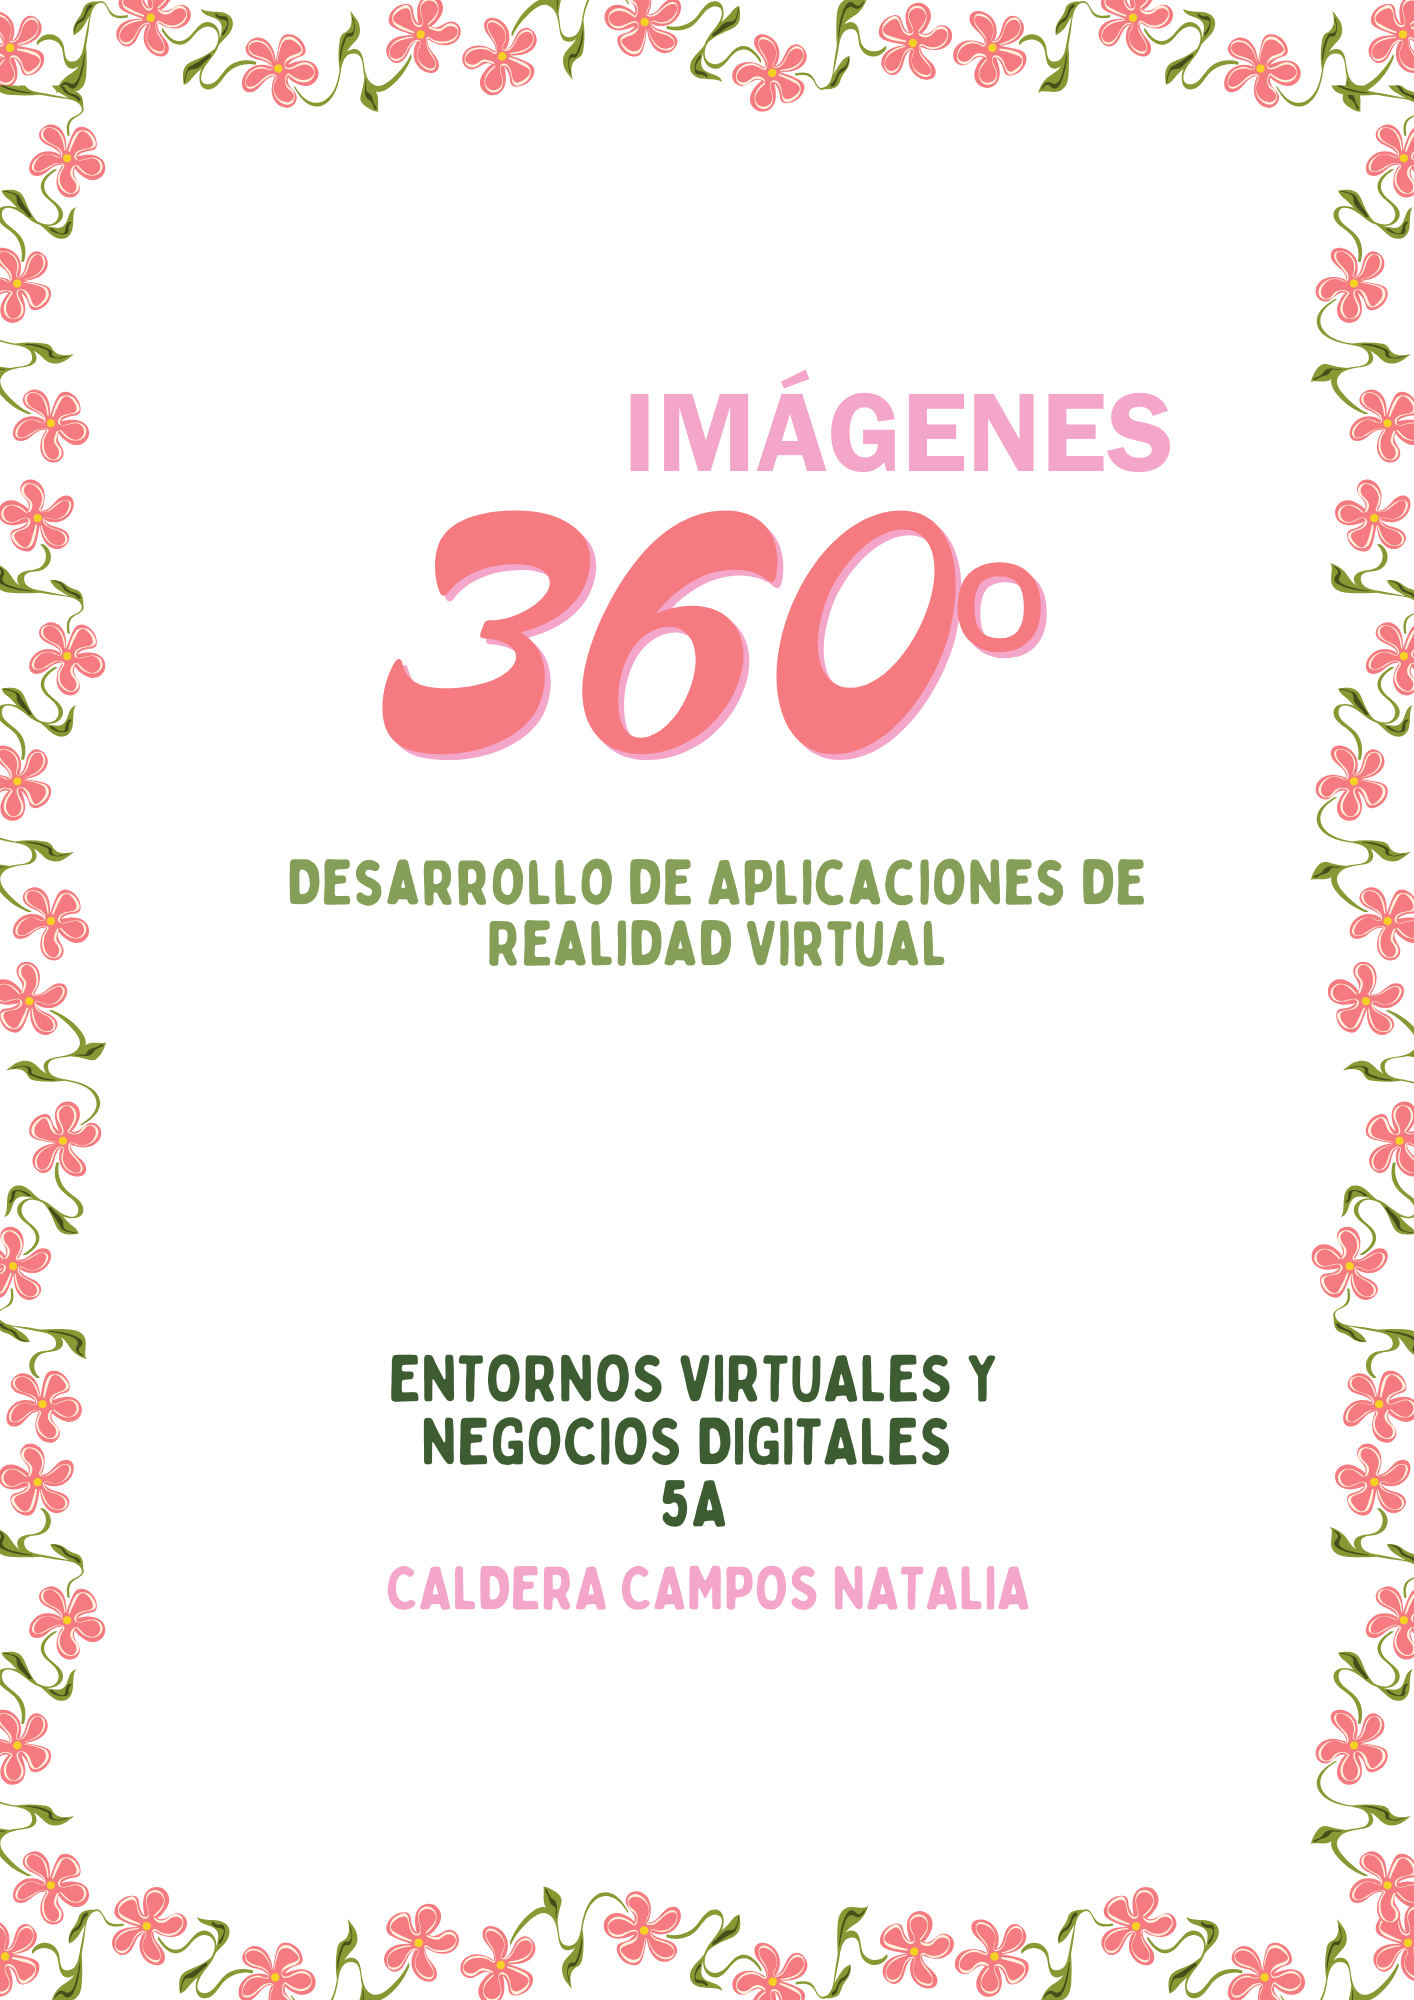 IMÁGENES
360º
DESARROLLO DE APLICACIONES DE
REALIDAD VIRTUAL
ENTORNOS VIRTUALES Y
NEGOCIOS DIGITALES
5A
CALDERA CAMPOS NATALIA